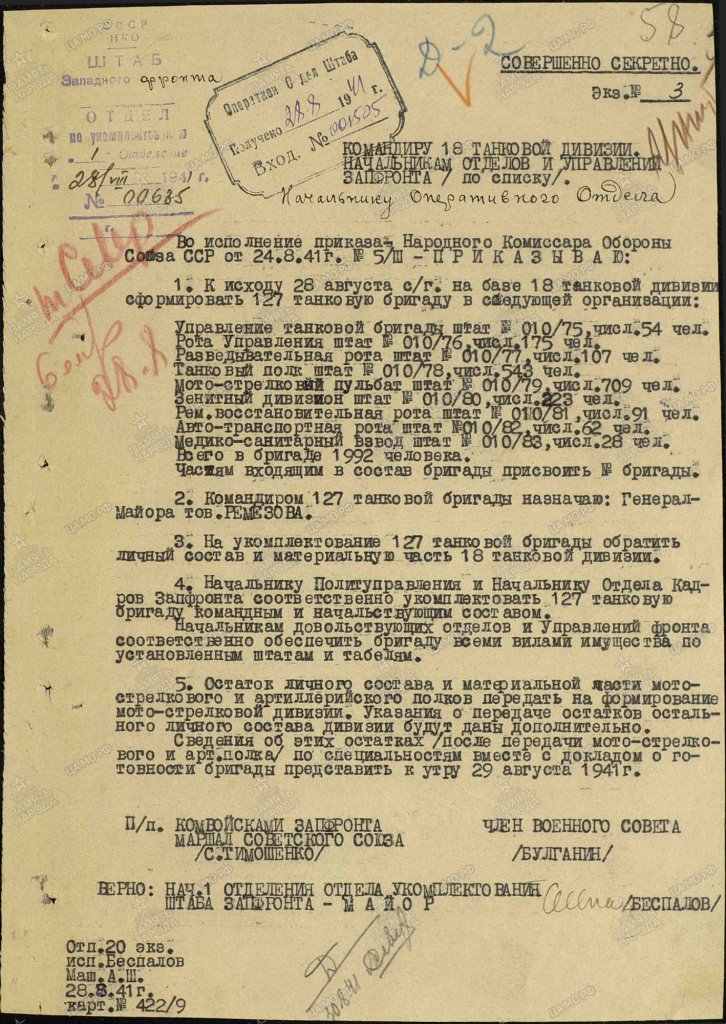 СССР
НКО
ШТАБ
Западного фронта
ОТДЕЛ
по укомплектованию
1 - Отделение
28/VIII 1941 г.
№ 00635
Оперативн Отдел Штаба
Получено 28 8 1941 г.
Вход. № 001505
Д-2
58
СОВЕРШЕННО СЕКРЕТНО.
Экз.№ 3
КОМАНДИРУ 18 ТАНКОВОЙ ДИВИЗИИ.
НАЧАЛЬНИКАМ ОТДЕЛОВ И УПРАВЛЕНИЙ
ЗАПФРОНТА / по списку/.
Начальнику Оперативного Отдела
Во исполнение приказа Народного Комиссара Обороны
Союза ССР от 24.8.41г. № 5/Ш - П Р И К А З Ы В А Ю:
1. К исходу 28 августа с/г. на базе 18 танковой дивизии
сформировать 127 танковую бригаду в следующей организации:
Управление танковой бригады штат № 010/75,числ.54 чел.
Рота Управления штат № 010/76,числ.175 чел.
Разведывательная рота штат № 010/77,числ.107 чел.
Танковый полк штат № 010/78,числ.543 чел.
Мото-стрелковый пульбат штат № 010/79,числ.709 чел.
Зенитный дивизион штат № 010/80,числ.223 чел.
Рем.восстановительная рота штат № 010/81,числ.91 чел.
Авто-транспортная рота штат №010/82,числ.62 чел.
Медико-санитарный взвод штат № 010/83,числ.28 чел.
Всего в бригаде 1992 человека.
Частям входящим в состав бригады присвоить № бригады.
2. Командиром 127 танковой бригады назначаю: Генерал-
Майора тов.РЕМЕЗОВА.
3. На укомплектование 127 танковой бригады обратить
личный состав и материальную часть 18 танковой дивизии.
4. Начальнику Политуправления и Начальнику Отдела Кад-
ров Запфронта соответственно укомплектовать 127 танковую
бригаду командным и начальствующим составом.
Начальникам довольствующих отделов и Управлений фронта
соответственно обеспечить бригаду всеми вилами имущества по
установленным штатам и табелям.
5. Остаток личного состава и материальной части мото-
стрелкового и артиллерийского полков передать на формирование
мото-стрелковой дивизии. Указания о передаче остатков осталь-
ного личного состава дивизии будут даны дополнительно.
Сведения об этих остатках /после передачи мото-стрелко-
вого и арт.полка/ по специальностям вместе с докладом о го-
товности бригады представить к утру 29 августа 1941г.
П/п. КОМВОЙСКАМИ ЗАПФРОНТА ЧЛЕН ВОЕННОГО СОВЕТА
МАРШАЛ СОВЕТСКОГО СОЮЗА
/С.ТИМОШЕНКО/ /БУЛГАНИН/
ВЕРНО: НАЧ.1 ОТДЕЛЕНИЯ ОТДЕЛА УКОМПЛЕКТОВАНИЯ
ШТАБА ЗАПФРОНТА - М А Й О Р /БЕСПАЛОВ/
Отп.20 экз.
исп.Беспалов
Маш.А.Ш.
28.8.41г.
карт.№ 422/9